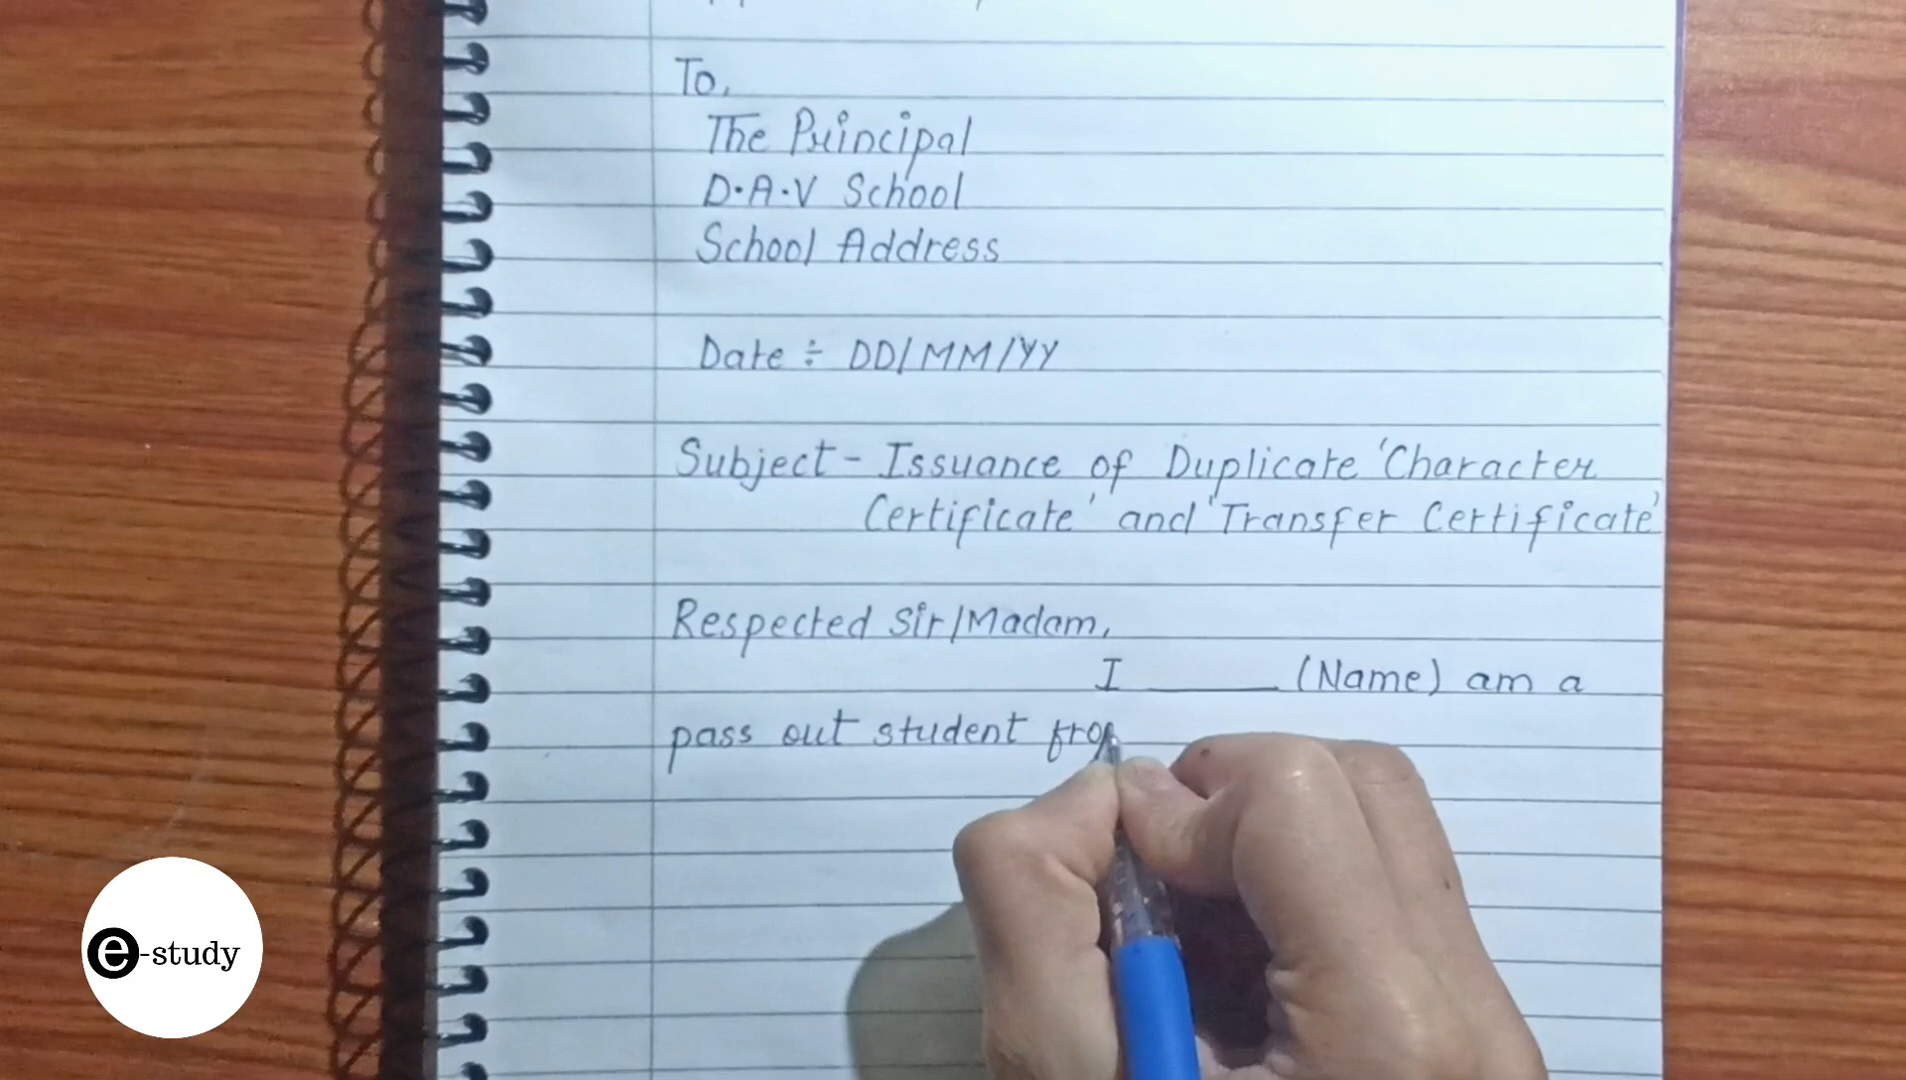 To,
The Principal
D.A.V School
School Address
Date ÷ DD/MM/YY
Subject - Issuance of Duplicate 'Character
Certificate' and 'Transfer Certificate'
Respected Sir/Madam,
I ______ (Name) am a
pass out student fro
e-study